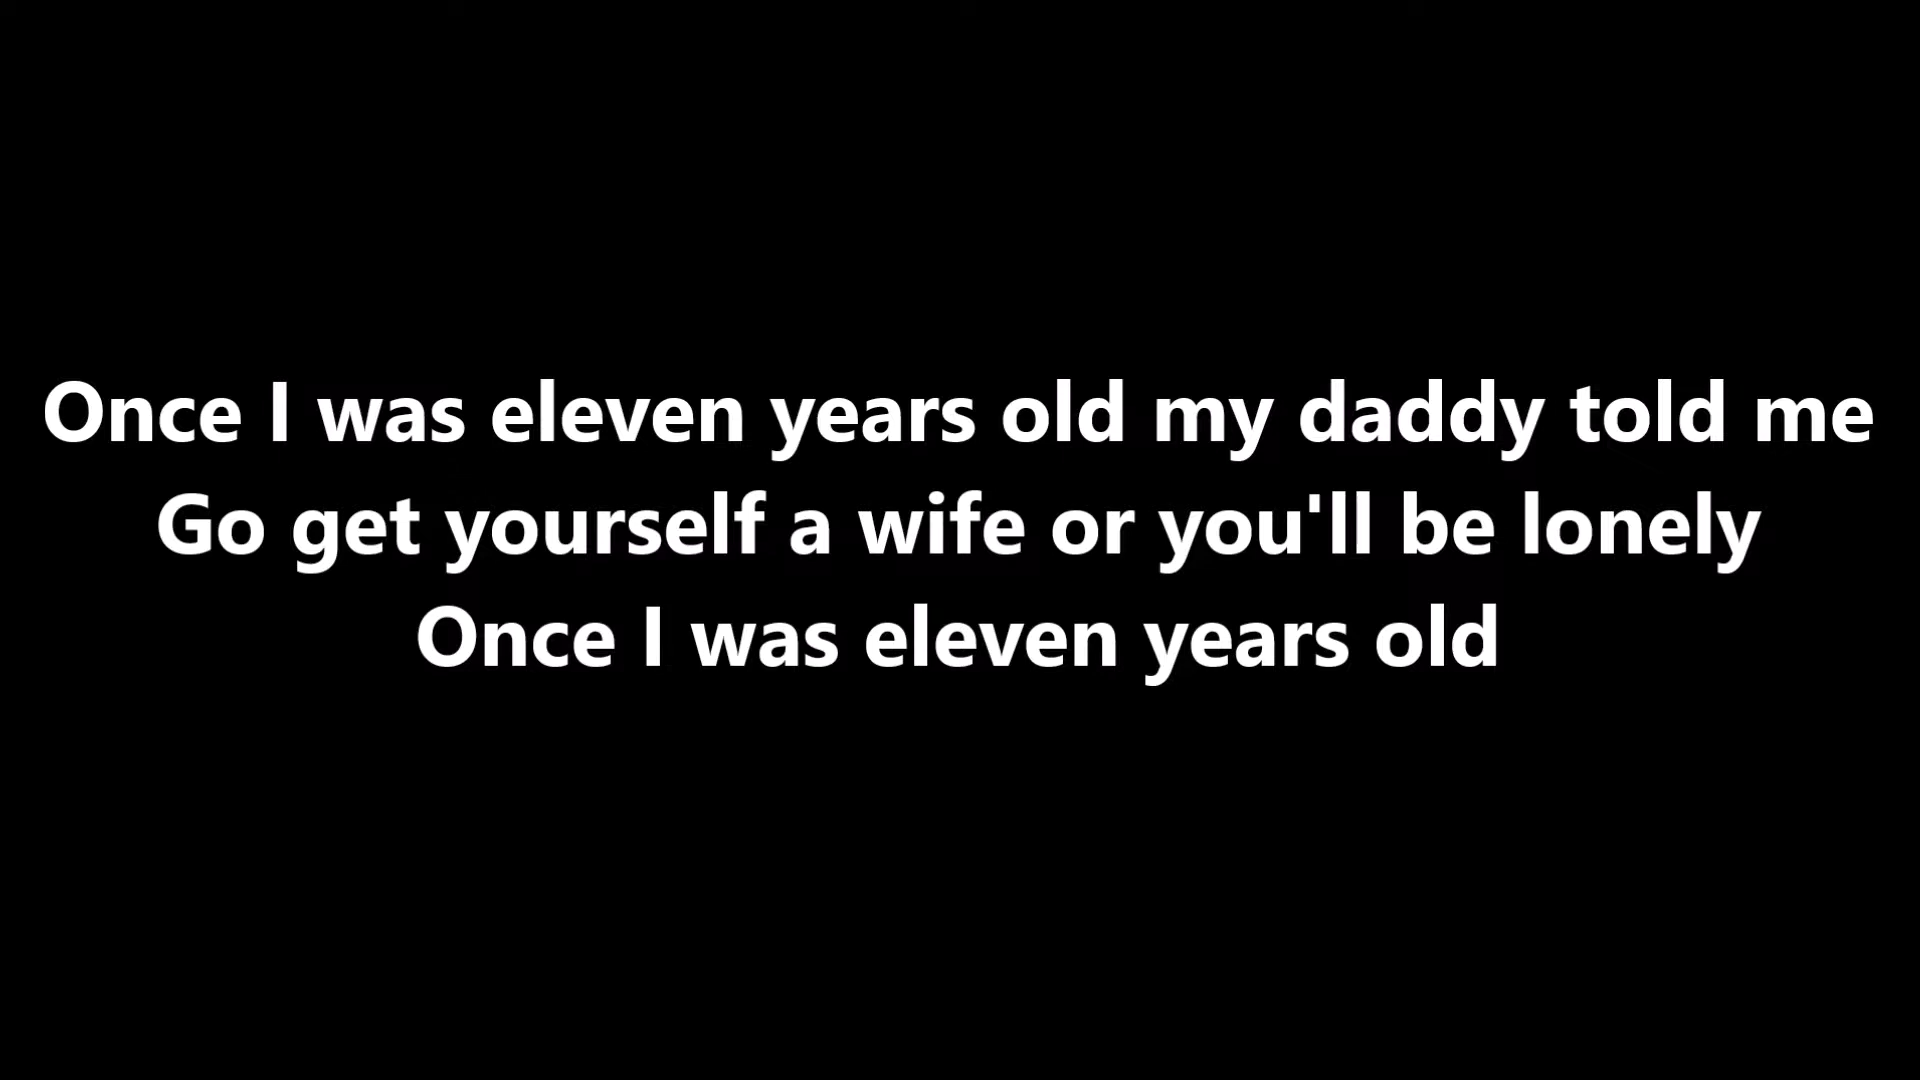 Once I was eleven years old my daddy told me
Go get yourself a wife or you'll be lonely
Once I was eleven years old